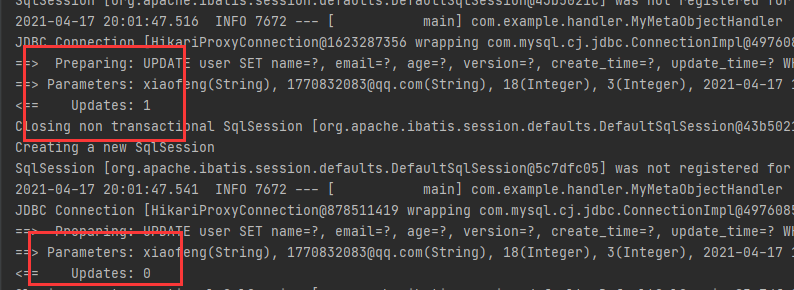 SqlSession [org.apache.ibatis.session.defaults.DefaultSqlSession@43b5021c] was not registered for
2021-04-17 20:01:47.516  INFO 7672 --- [           main] com.example.handler.MyMetaObjectHandler
JDBC Connection [HikariProxyConnection@1623287356 wrapping com.mysql.cj.jdbc.ConnectionImpl@497608
==>  Preparing: UPDATE user SET name=?, email=?, age=?, version=?, create_time=?, update_time=? WH
==> Parameters: xiaofeng(String), 1770832083@qq.com(String), 18(Integer), 3(Integer), 2021-04-17 1
<==    Updates: 1
Closing non transactional SqlSession [org.apache.ibatis.session.defaults.DefaultSqlSession@43b5021
Creating a new SqlSession
SqlSession [org.apache.ibatis.session.defaults.DefaultSqlSession@5c7dfc05] was not registered for
2021-04-17 20:01:47.541  INFO 7672 --- [           main] com.example.handler.MyMetaObjectHandler
JDBC Connection [HikariProxyConnection@878511419 wrapping com.mysql.cj.jdbc.ConnectionImpl@4976085
==>  Preparing: UPDATE user SET name=?, email=?, age=?, version=?, create_time=?, update_time=? WH
==> Parameters: xiaofeng(String), 1770832083@qq.com(String), 18(Integer), 3(Integer), 2021-04-17 1
<==    Updates: 0